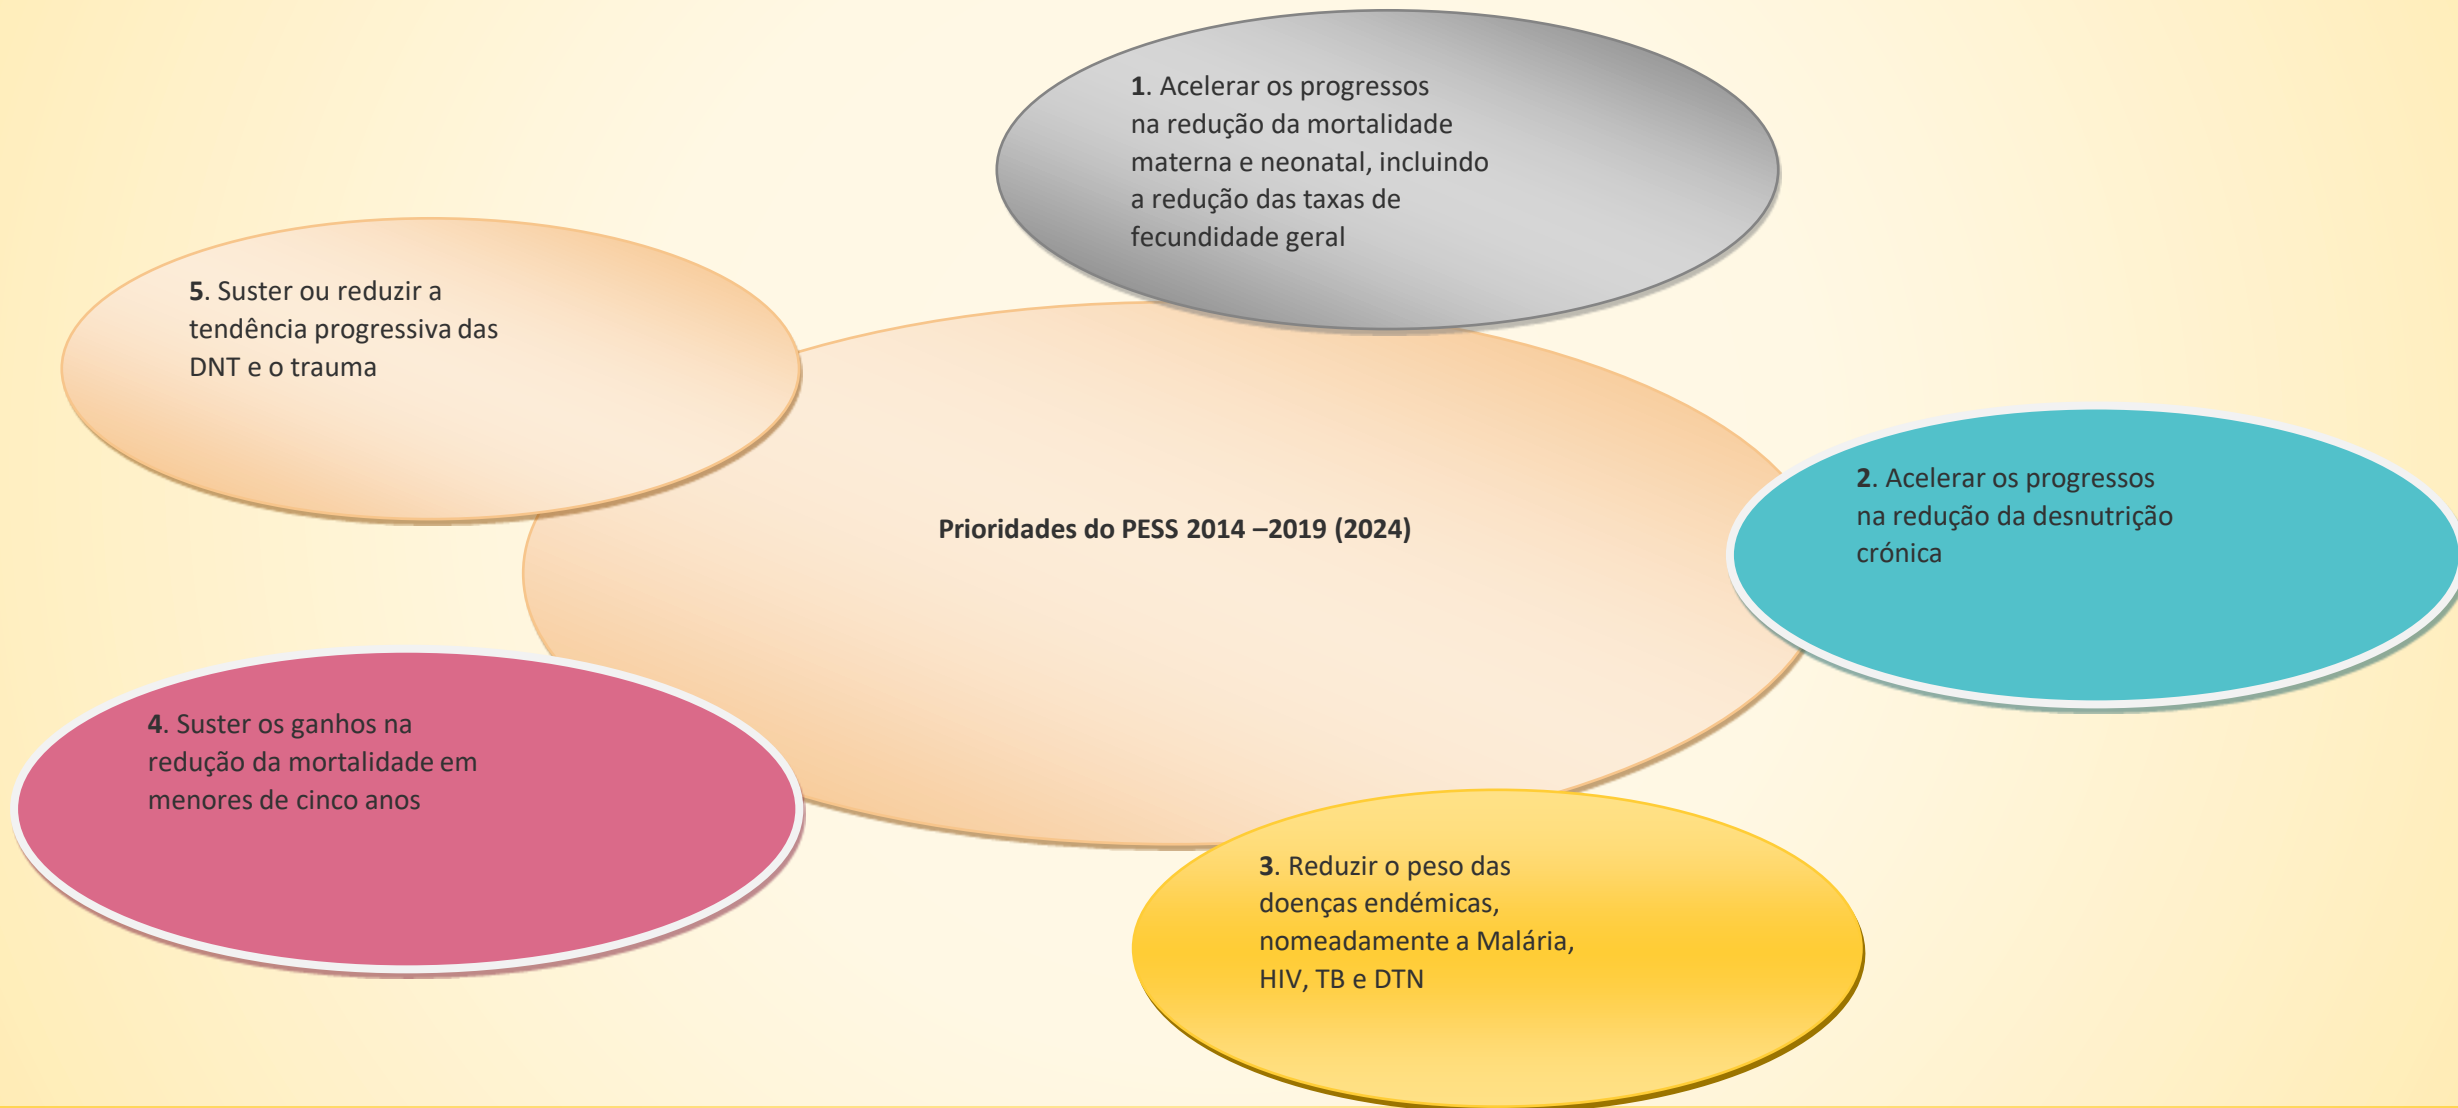 1. Acelerar os progressos
na redução da mortalidade
materna e neonatal, incluindo
a redução das taxas de
fecundidade geral
5. Suster ou reduzir a
tendência progressiva das
DNT e o trauma
Prioridades do PESS 2014 –2019 (2024)
2. Acelerar os progressos
na redução da desnutrição
crónica
4. Suster os ganhos na
redução da mortalidade em
menores de cinco anos
3. Reduzir o peso das
doenças endémicas,
nomeadamente a Malária,
HIV, TB e DTN